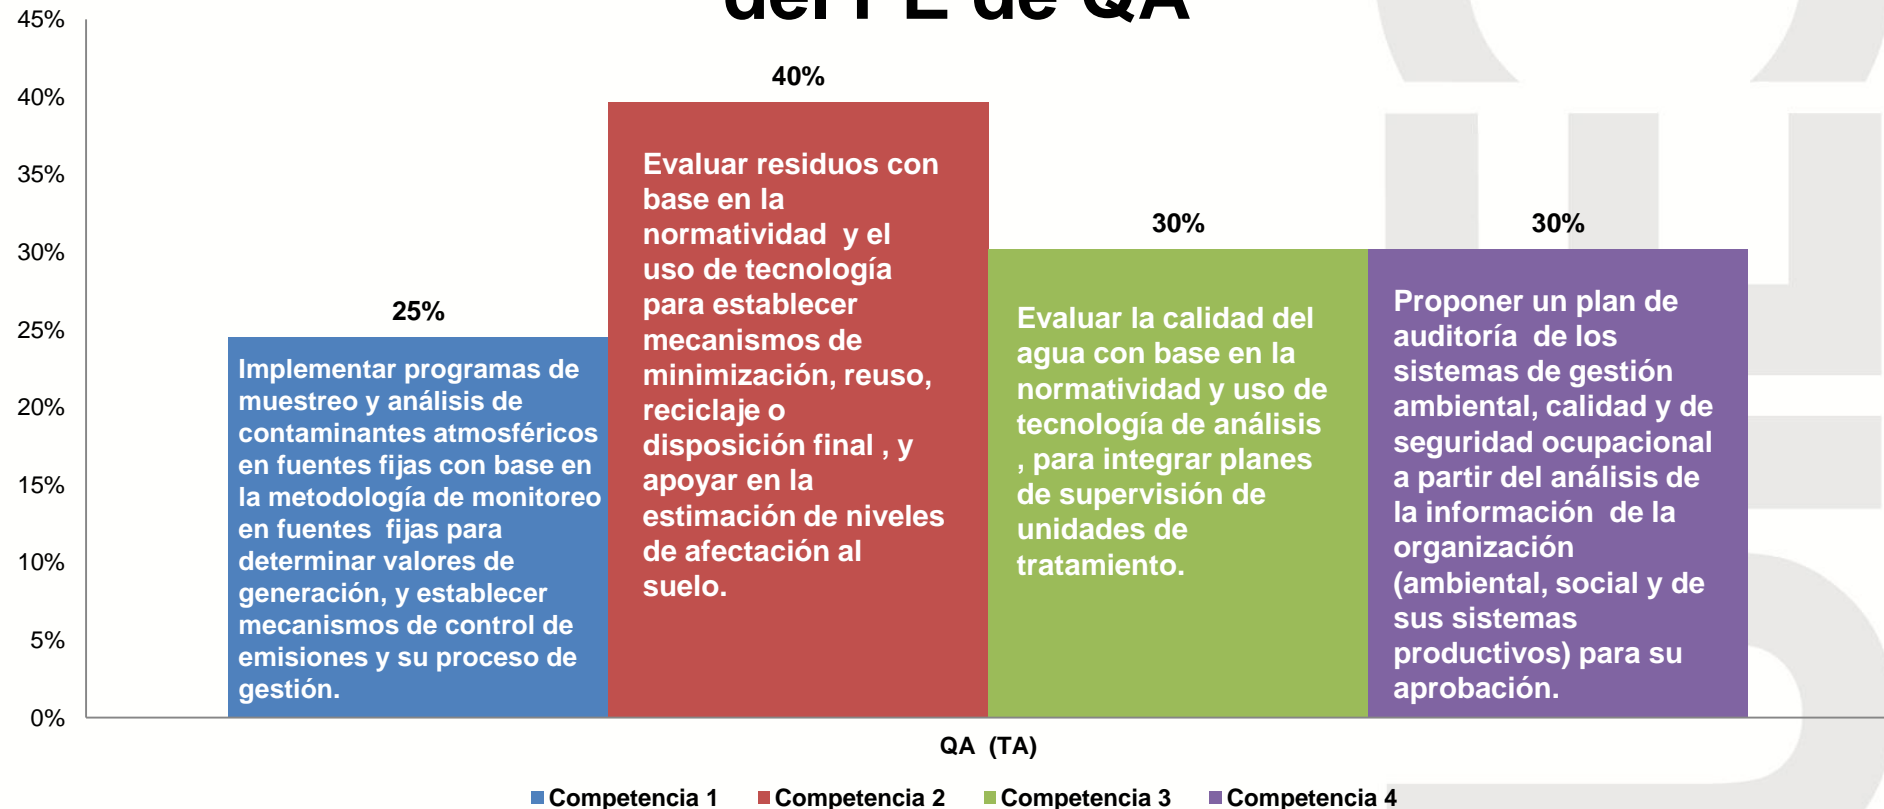 del PE de QA
45%
40%
35%
30%
25%
20%
15%
10%
5%
0%
25%
40%
30%
30%
Implementar programas de
muestreo y análisis de
contaminantes atmosféricos
en fuentes fijas con base en
la metodología de monitoreo
en fuentes  fijas para
determinar valores de
generación, y establecer
mecanismos de control de
emisiones y su proceso de
gestión.
Evaluar residuos con
base en la
normatividad  y el
uso de tecnología
para establecer
mecanismos de
minimización, reuso,
reciclaje o
disposición final , y
apoyar en la
estimación de niveles
de afectación al
suelo.
Evaluar la calidad del
agua con base en la
normatividad y uso de
tecnología de análisis
, para integrar planes
de supervisión de
unidades de
tratamiento.
Proponer un plan de
auditoría  de los
sistemas de gestión
ambiental, calidad y de
seguridad ocupacional
a partir del análisis de
la información  de la
organización
(ambiental, social y de
sus sistemas
productivos) para su
aprobación.
QA  (TA)
Competencia 1
Competencia 2
Competencia 3
Competencia 4